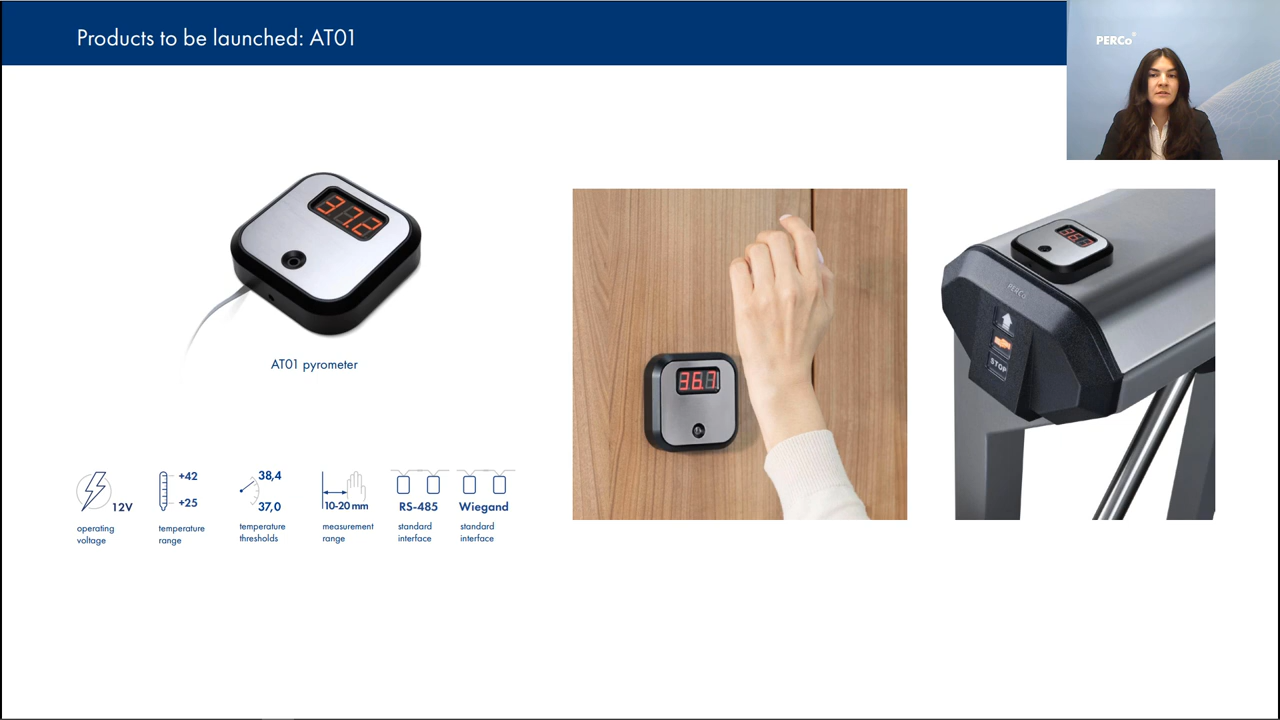 Products to be launched: AT01
PERCo®
37.2
AT01 pyrometer
36.1
PERCo
STOP
12V
operating
voltage
+42
+25
temperature
range
38,4
37,0
temperature
thresholds
10-20 mm
measurement
range
RS-485
standard
interface
Wiegand
standard
interface